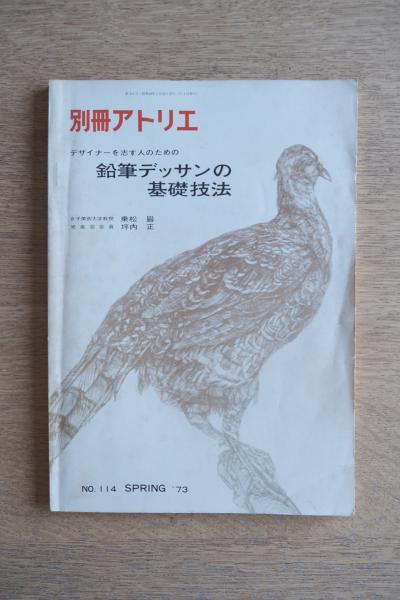 別冊アトリエ
デザイナーを志す人のための
鉛筆デッサンの
基礎技法
女子美術大学教授 乗松 巌
坪内 正
NO.114 SPRING '73